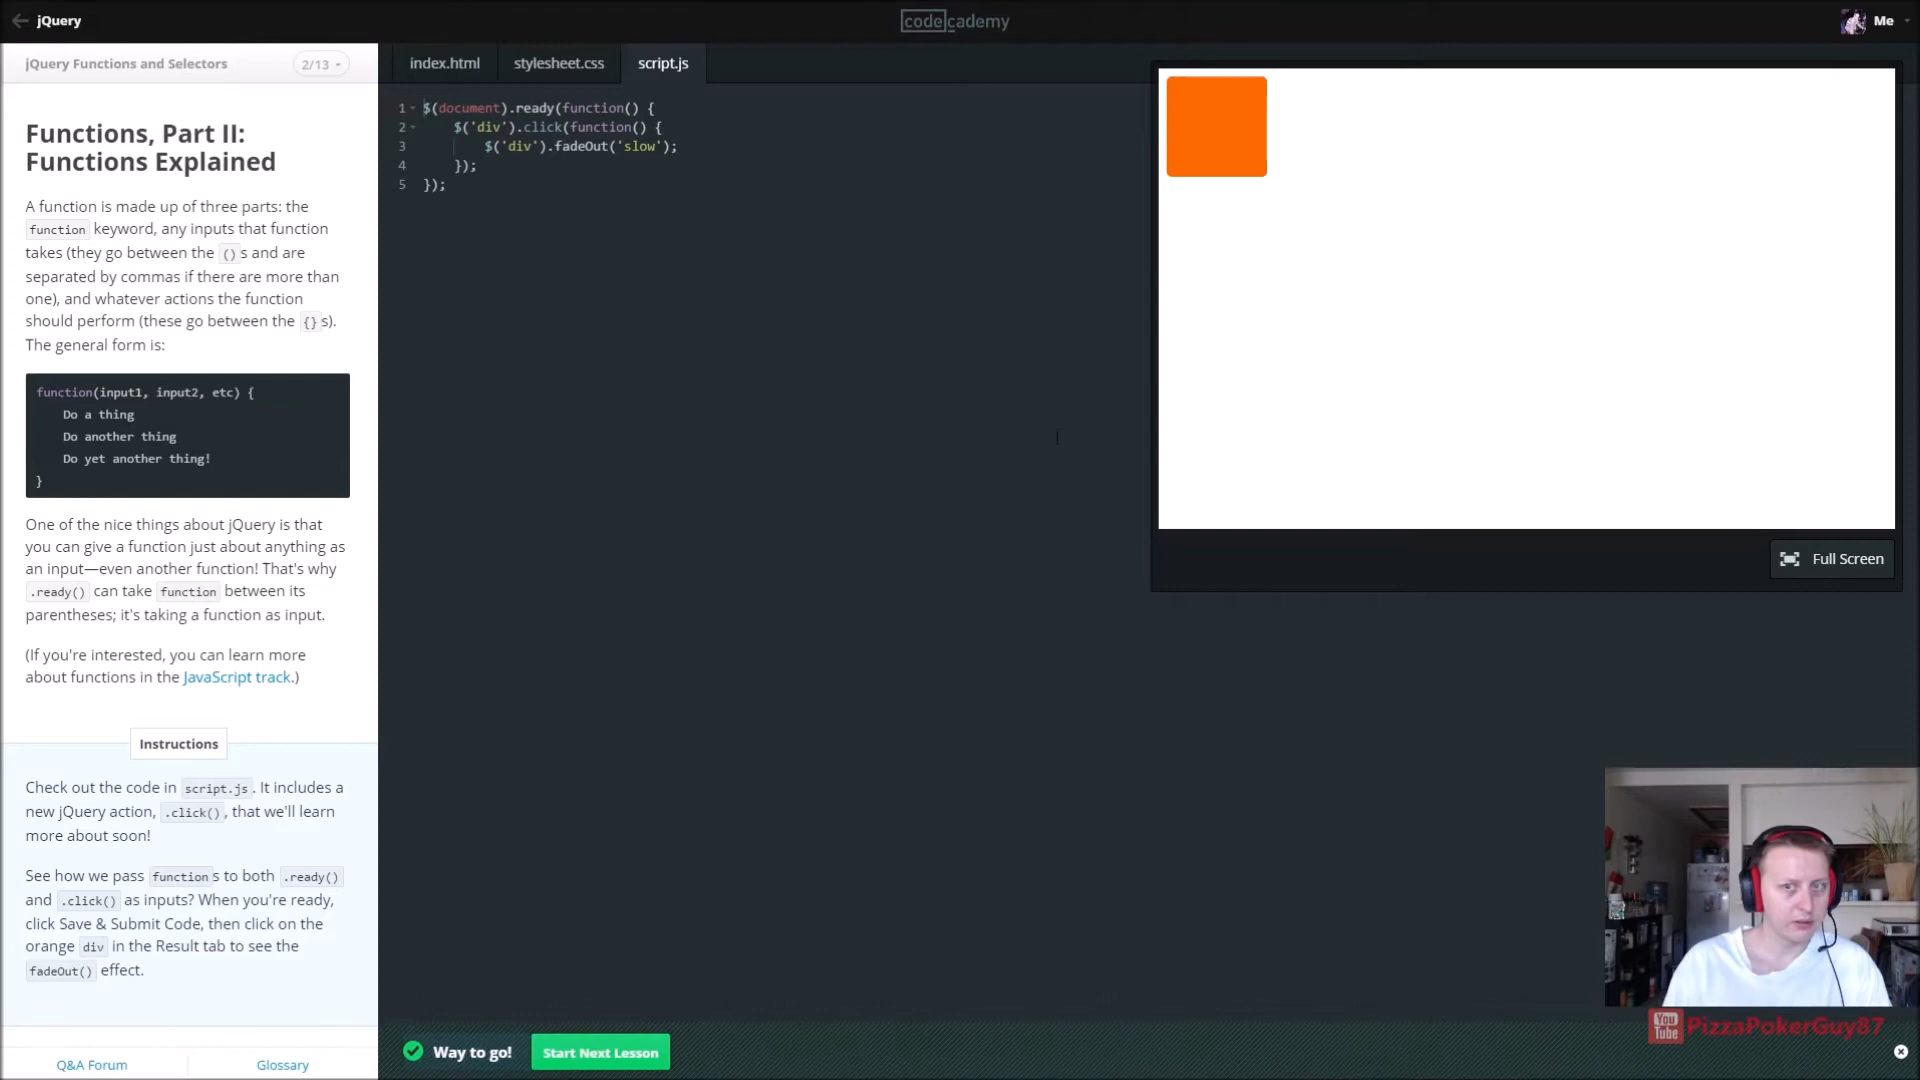 jQuery
codecademy
Me
jQuery Functions and Selectors
2/13
index.html
stylesheet.css
script.js
Functions, Part II:
Functions Explained
A function is made up of three parts: the
function keyword, any inputs that function
takes (they go between the ()s and are
separated by commas if there are more than
one), and whatever actions the function
should perform (these go between the {}s).
The general form is:
function(input1, input2, etc) {
Do a thing
Do another thing
Do yet another thing!
}
One of the nice things about jQuery is that
you can give a function just about anything as
an input—even another function! That's why
.ready() can take function between its
parentheses; it's taking a function as input.
(If you're interested, you can learn more
about functions in the JavaScript track.)
Instructions
Check out the code in script.js. It includes a
new jQuery action, .click(), that we'll learn
more about soon!
See how we pass functions to both .ready()
and .click() as inputs? When you're ready,
click Save & Submit Code, then click on the
orange div in the Result tab to see the
fadeOut() effect.
Q&A Forum
Glossary
1 $(document).ready(function() {
2 $('div').click(function() {
3 $('div').fadeOut('slow');
4 });
5 });
Full Screen
Way to go!
Start Next Lesson
You
Tube
PizzaPokerGuy87